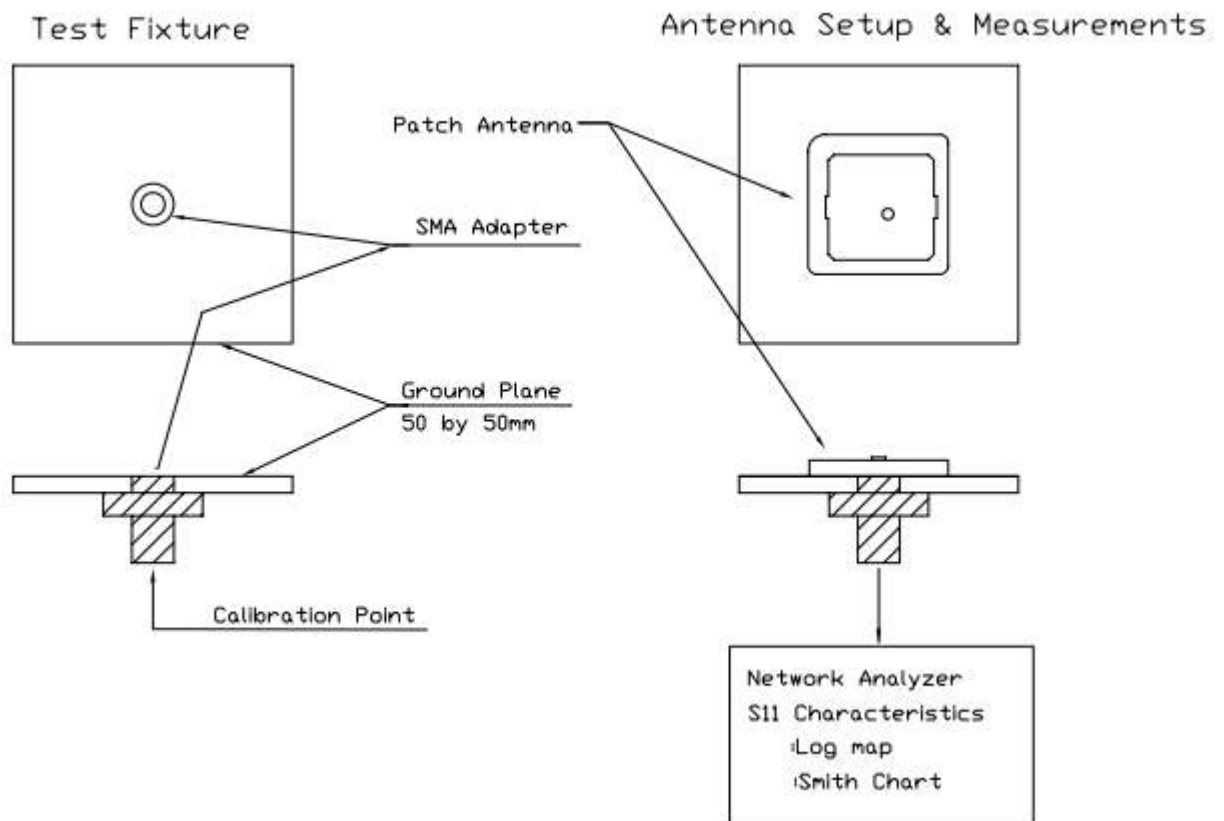 Test Fixture
Antenna Setup & Measurements
Patch Antenna
SMA Adapter
Ground Plane
50 by 50mm
Calibration Point
Network Analyzer
S11 Characteristics
:Log map
:Smith Chart